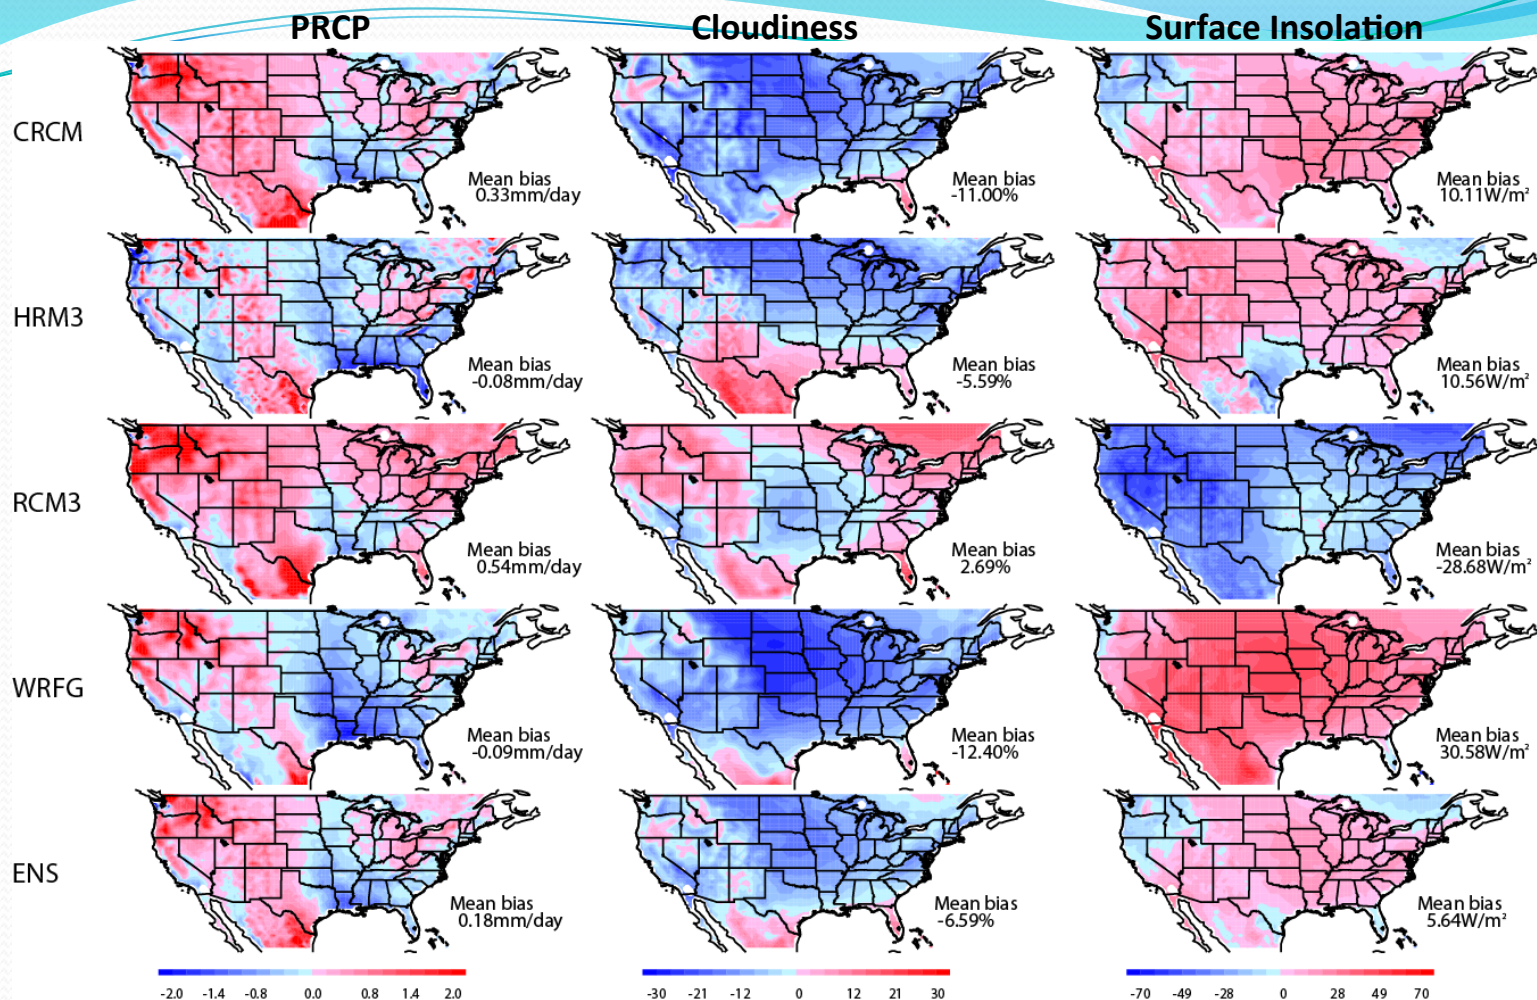 PRCP Cloudiness Surface Insolation
CRCM
Mean bias
0.33mm/day
Mean bias
-11.00%
Mean bias
10.11W/m²
HRM3
Mean bias
-0.08mm/day
Mean bias
-5.59%
Mean bias
10.56W/m²
RCM3
Mean bias
0.54mm/day
Mean bias
2.69%
Mean bias
-28.68W/m²
WRFG
Mean bias
-0.09mm/day
Mean bias
-12.40%
Mean bias
30.58W/m²
ENS
Mean bias
0.18mm/day
Mean bias
-6.59%
Mean bias
5.64W/m²
-2.0 -1.4 -0.8 0.0 0.8 1.4 2.0
-30 -21 -12 0 12 21 30
-70 -49 -28 0 28 49 70